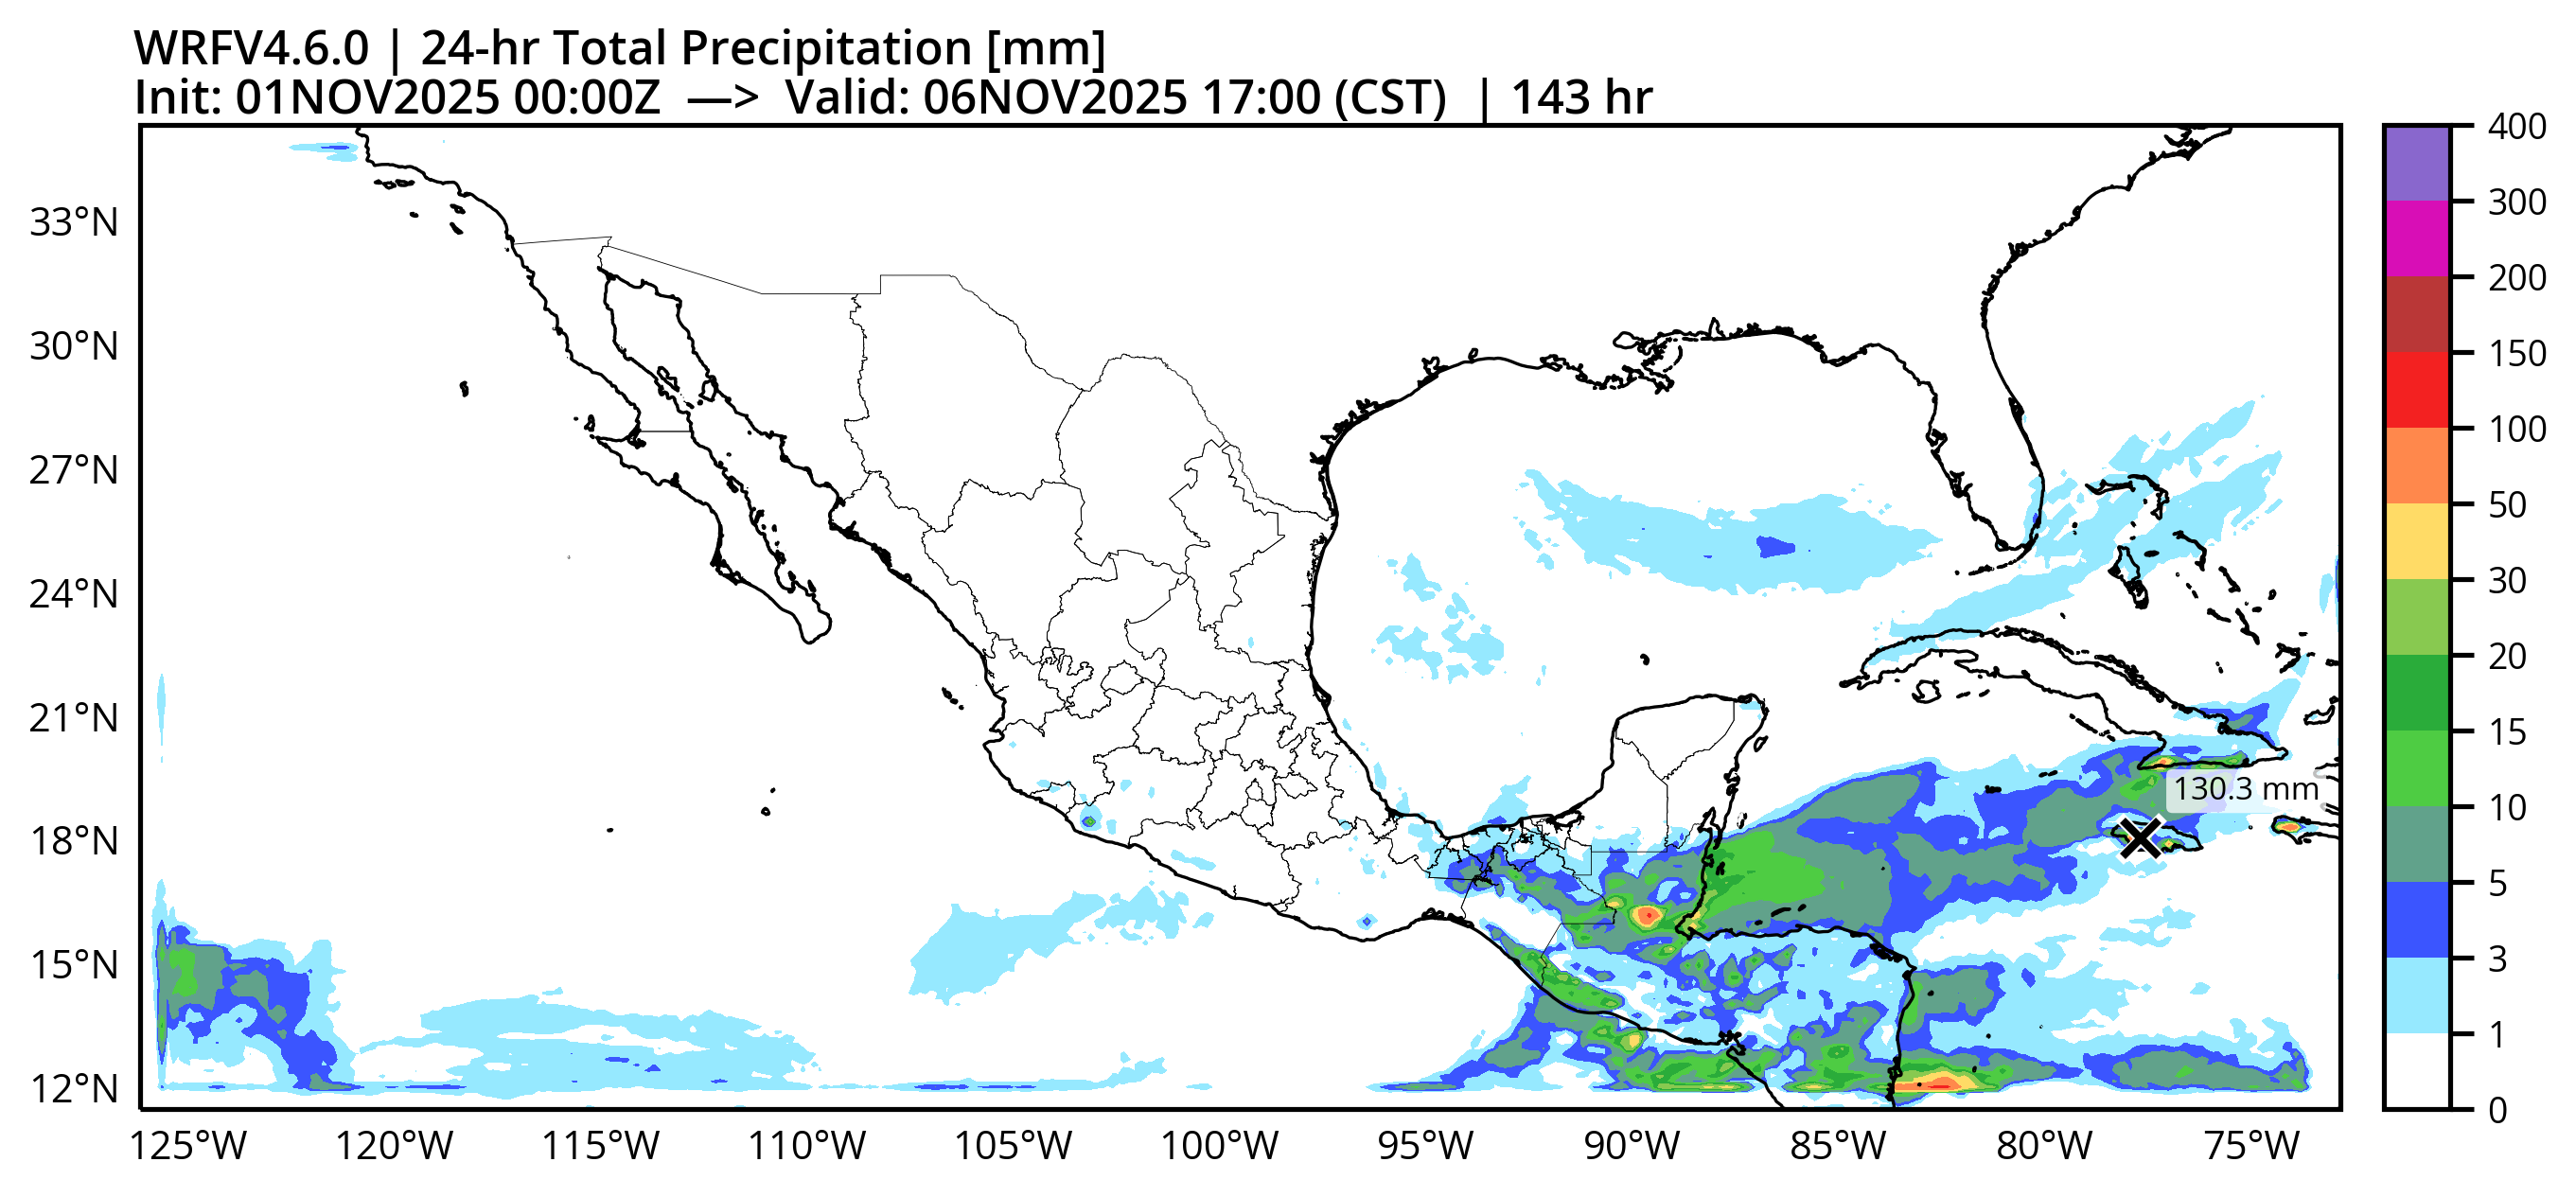 WRFV4.6.0 | 24-hr Total Precipitation [mm]
Init: 01NOV2025 00:00Z —> Valid: 06NOV2025 17:00 (CST) | 143 hr
33°N
30°N
27°N
24°N
21°N
18°N
15°N
12°N
130.3 mm
125°W 120°W 115°W 110°W 105°W 100°W 95°W 90°W 85°W 80°W 75°W
400
300
200
150
100
50
30
20
15
10
5
3
1
0